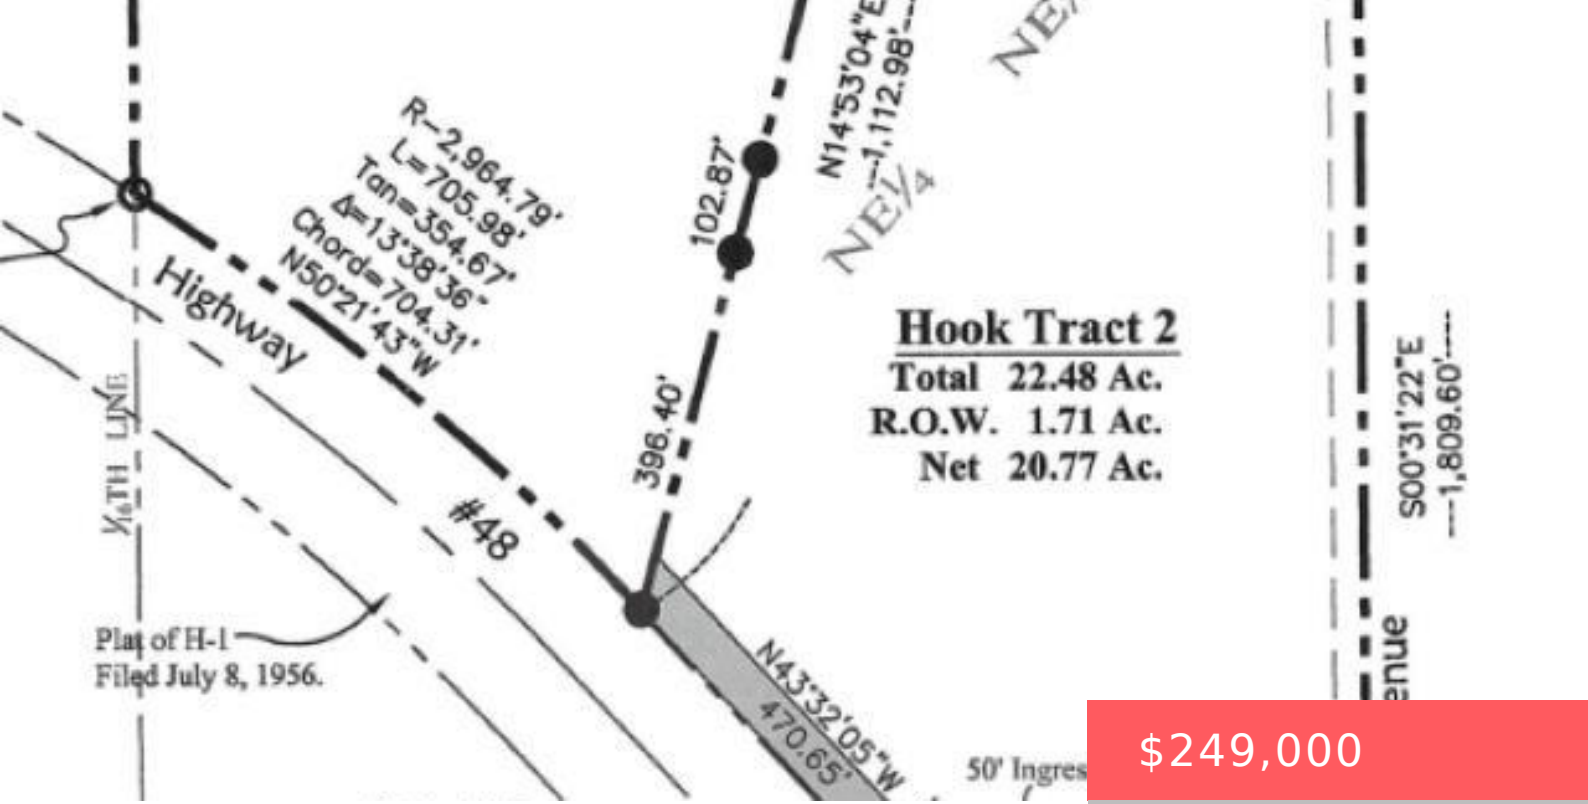 NE
N14°53'04"E
---1,112.98'---
R-2,964.79'
L=705.98'
Tan=354.67'
Δ=13°38'36"
Chord=704.31'
N50°21'43"W
102.87'
NE¼
Highway
Hook Tract 2
Total 22.48 Ac.
R.O.W. 1.71 Ac.
Net 20.77 Ac.
S00°31'22"E
---1,809.60'----
1/16TH LINE
396.40'
#48
Plat of H-1
Filed July 8, 1956.
enue
N43°32'05"W
470.65'
50' Ingres
$249,000